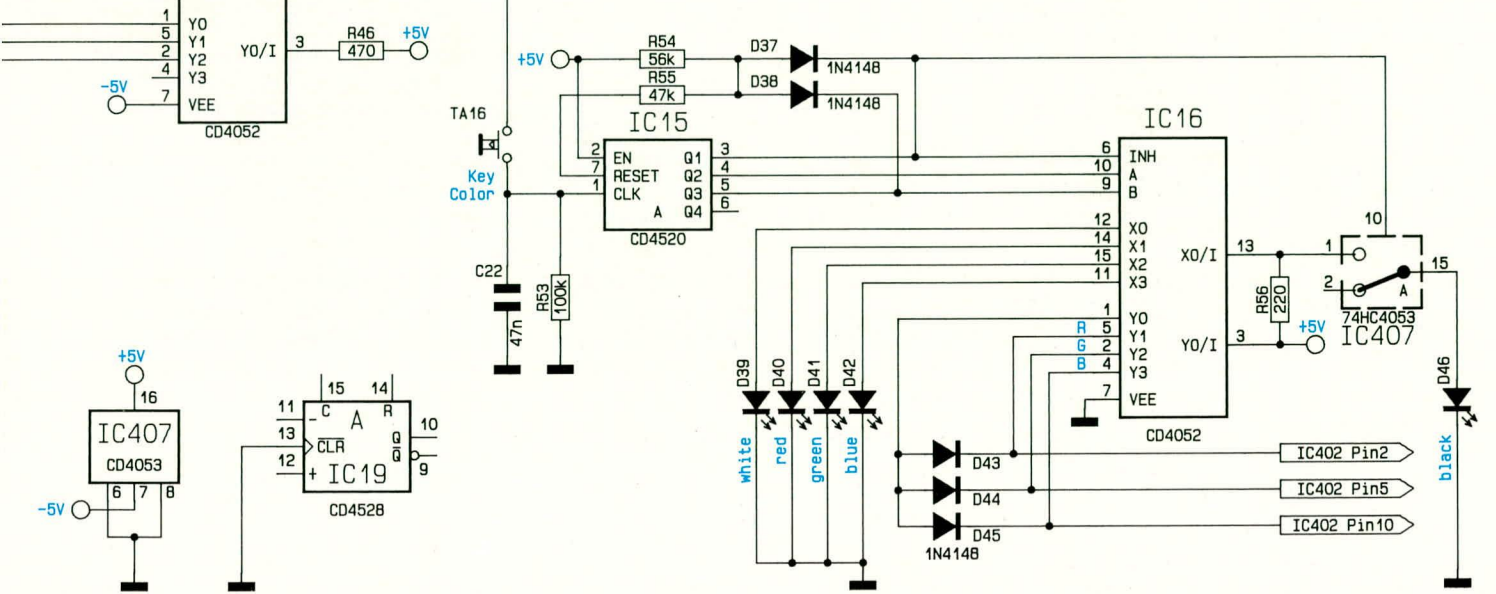 1 Y0
5 Y1
2 Y2
4 Y3
7 VEE
Y0/I 3
CD4052
-5V
R46
470
+5V
TA16
Key
Color
C22
47n
R53
100k
+5V
R54
56k
R55
47k
D37
1N4148
D38
1N4148
IC15
2 EN Q1 3
7 RESET Q2 4
1 CLK Q3 5
A Q4 6
CD4520
IC16
6 INH
10 A
9 B
12 X0
14 X1
15 X2
11 X3
1 Y0
R 5 Y1
G 2 Y2
B 4 Y3
7 VEE
X0/I 13
Y0/I 3
CD4052
R56
220
+5V
10
1
2
15
A
74HC4053
IC407
D46
black
D39
white
D40
red
D41
green
D42
blue
D43
D44
D45
1N4148
IC402 Pin2
IC402 Pin5
IC402 Pin10
+5V
16
IC407
CD4053
6 7 8
-5V
15 14
C R
11 -
A
13 CLR
12 +
IC19
Q 10
Q 9
CD4528